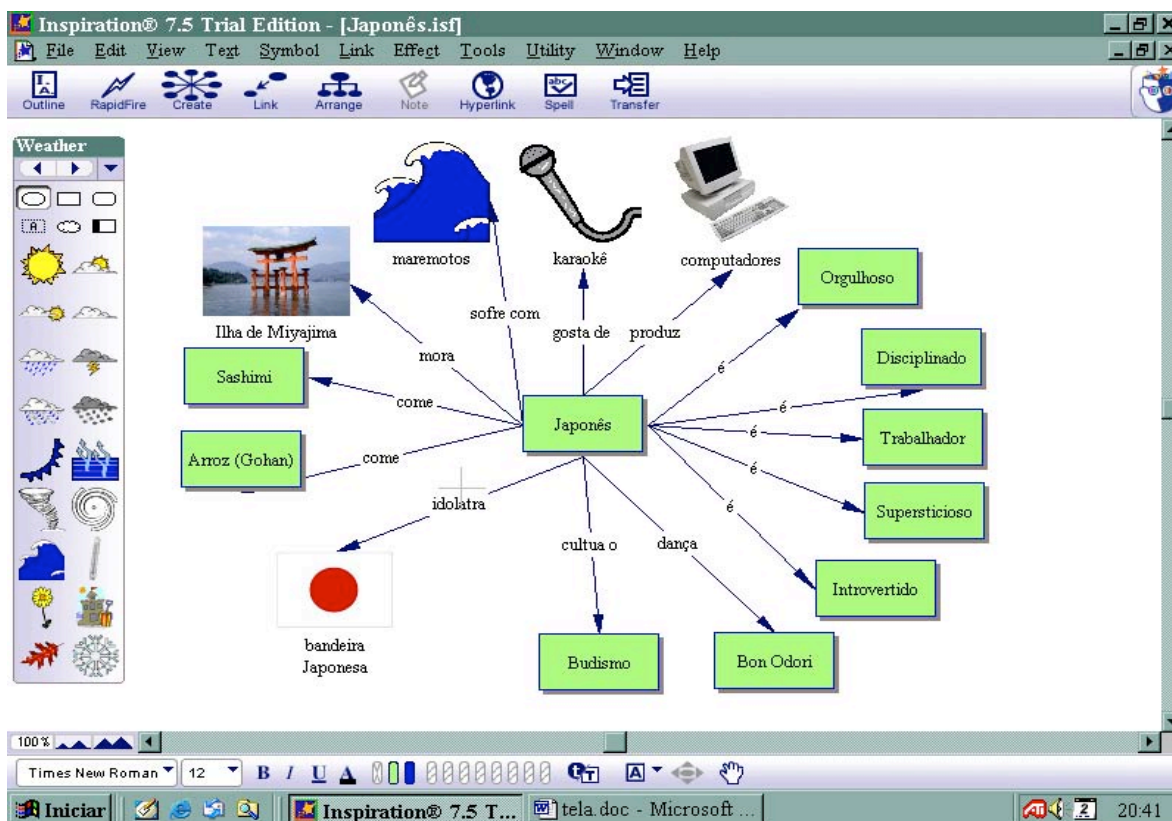 Inspiration® 7.5 Trial Edition - [Japonês.isf]
File Edit View Text Symbol Link Effect Tools Utility Window Help
Outline RapidFire Create Link Arrange Note Hyperlink Spell Transfer
Weather
A
maremotos
karaokê
computadores
Orgulhoso
Ilha de Miyajima
sofre com
gosta de
produz
Disciplinado
Sashimi
mora
é
come
é
Japonês
é
Trabalhador
Arroz (Gohan)
come
é
Supersticioso
idolatra
é
cultua o
dança
Introvertido
bandeira
Japonesa
Budismo
Bon Odori
100%
Times New Roman 12 B I U A A
Iniciar Inspiration® 7.5 T... tela.doc - Microsoft ... ATI 2 20:41